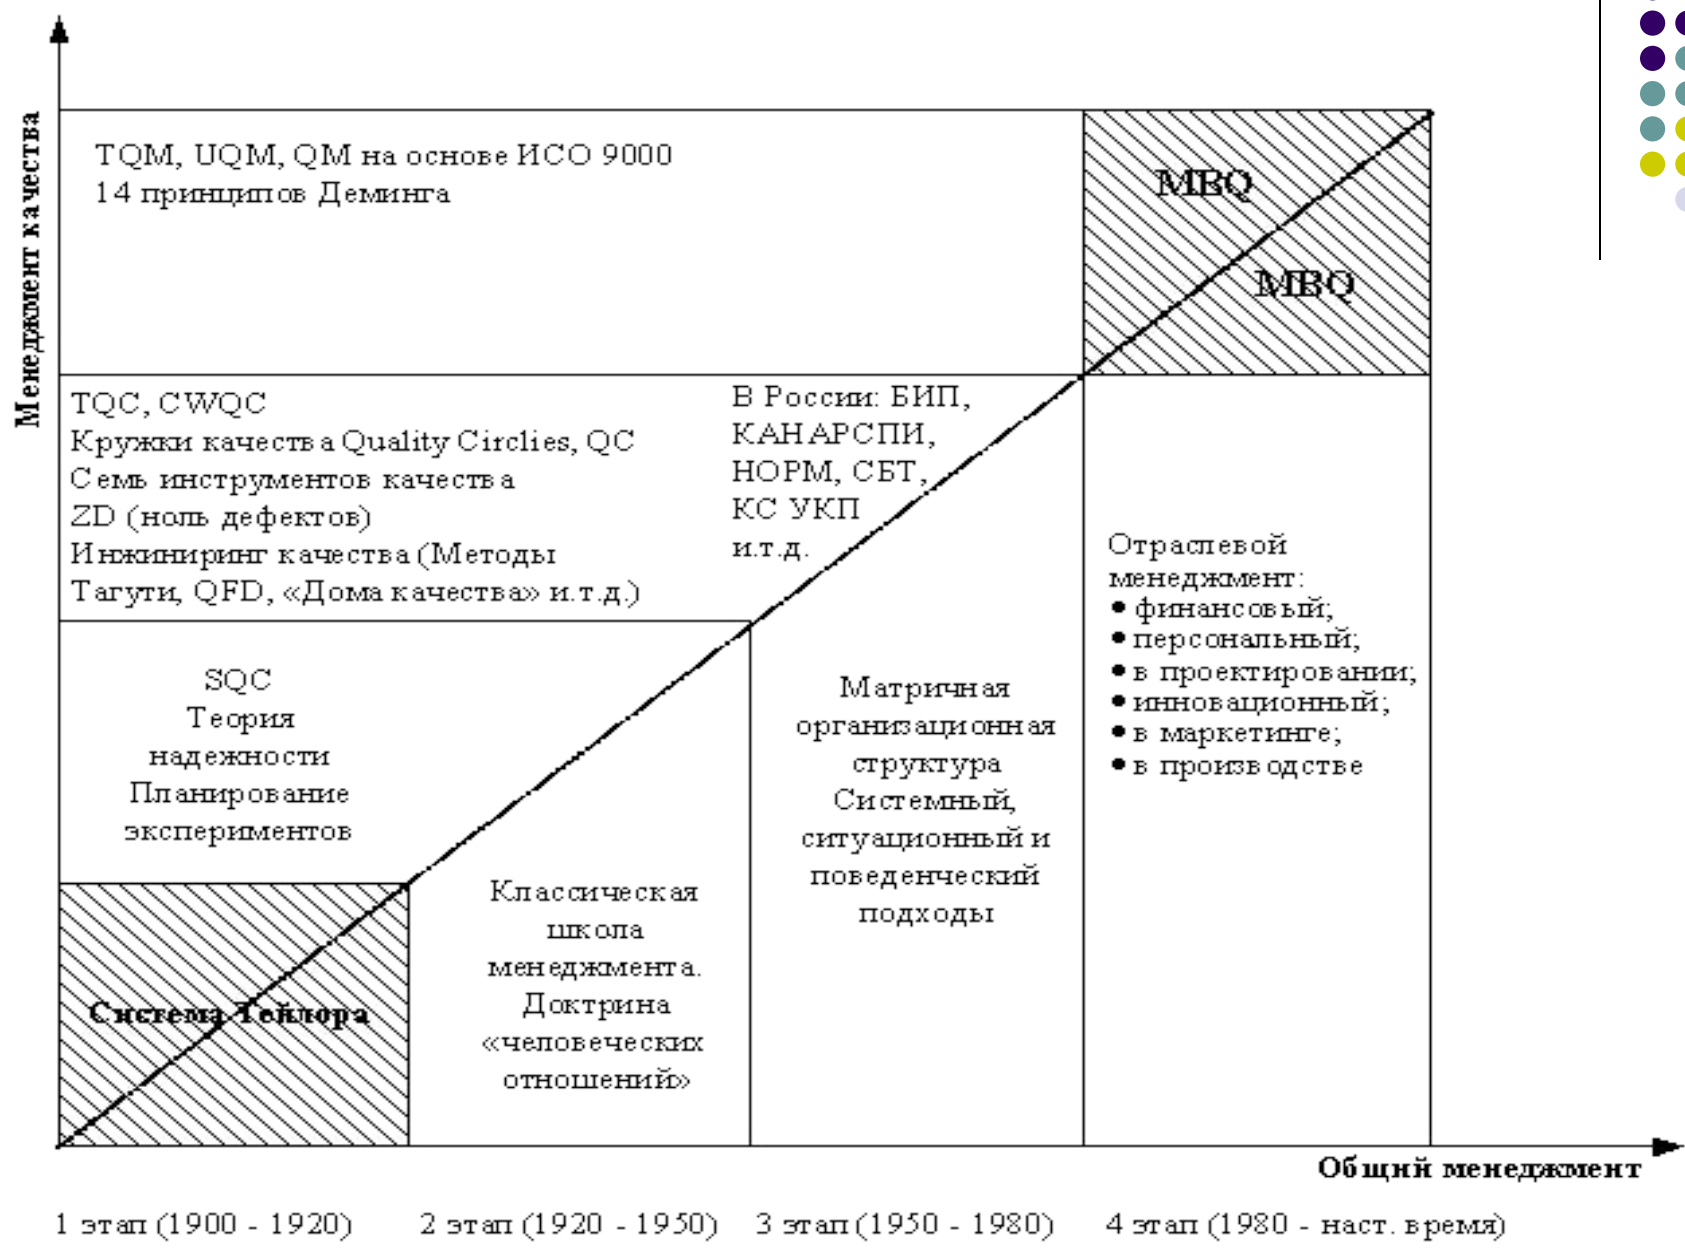 Менеджмент качества
TQM, UQM, QM на основе ИСО 9000
14 принципов Деминга
MBQ
MBQ
TQC, CWQC
Кружки качества Quality Circlies, QC
Семь инструментов качества
ZD (ноль дефектов)
Инжиниринг качества (Методы
Тагути, QFD, «Дома качества» и.т.д.)
В России: БИП,
КАНАРСПИ,
НОРМ, СБТ,
КС УКП
и.т.д.
SQC
Теория
надежности
Планирование
экспериментов
Система Тейлора
Классическая
школа
менеджмента.
Доктрина
«человеческих
отношений»
Матричная
организационная
структура
Системный,
ситуационный и
поведенческий
подходы
Отраслевой
менеджмент:
• финансовый;
• персональный;
• в проектировании;
• инновационный;
• в маркетинге;
• в производстве
Общий менеджмент
1 этап (1900 - 1920)
2 этап (1920 - 1950)
3 этап (1950 - 1980)
4 этап (1980 - наст. время)